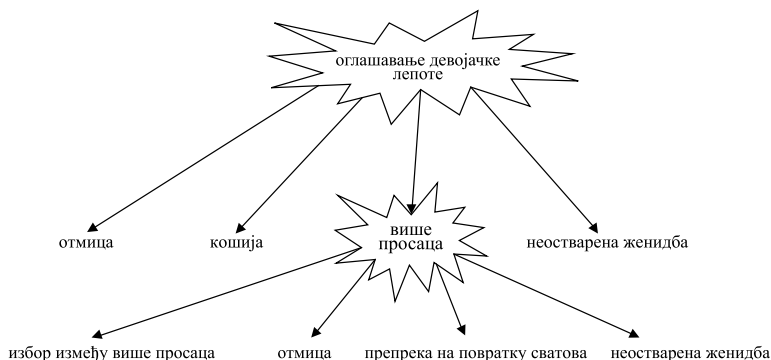 оглашавање девојачке
лепоте
отмица
кошија
више
просаца
неостварена женидба
избор између више просаца
отмица
препрека на повратку сватова
неостварена женидба